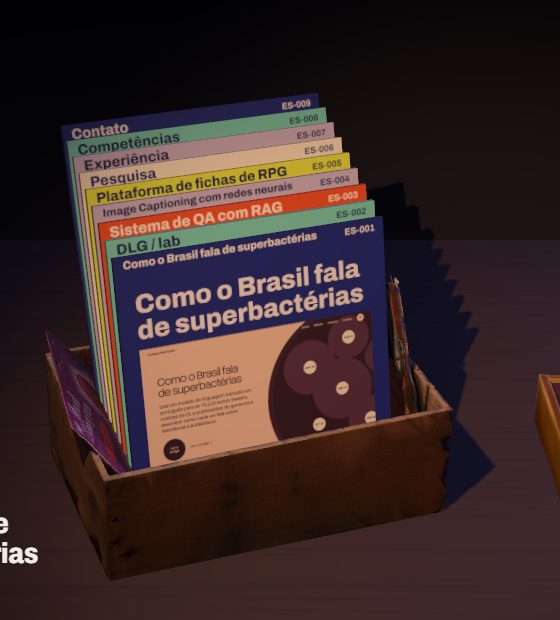 Contato ES-009
Competências ES-008
Experiência ES-007
Pesquisa ES-006
Plataforma de fichas de RPG ES-005
Image Captioning com redes neurais ES-004
Sistema de QA com RAG ES-003
DLG / lab ES-002
Como o Brasil fala de superbactérias ES-001
Como o Brasil fala
de superbactérias
Como o Brasil fala
de superbactérias
e
rias